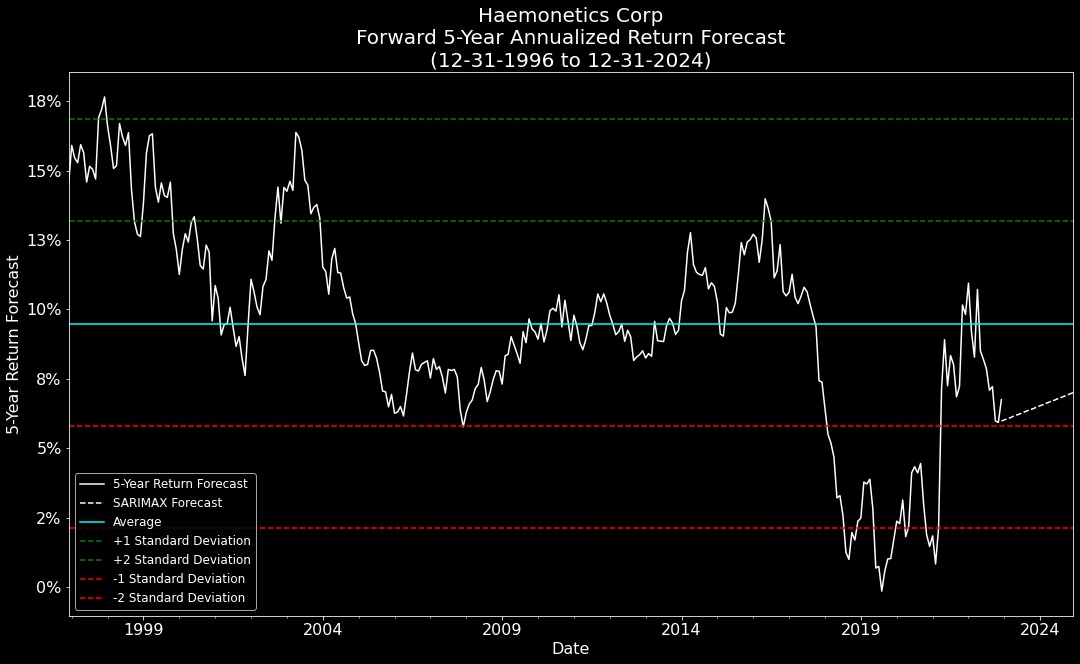 Haemonetics Corp
Forward 5-Year Annualized Return Forecast
(12-31-1996 to 12-31-2024)
5-Year Return Forecast
18%
15%
13%
10%
8%
5%
2%
0%
5-Year Return Forecast
SARIMAX Forecast
Average
+1 Standard Deviation
+2 Standard Deviation
-1 Standard Deviation
-2 Standard Deviation
1999
2004
2009
2014
2019
2024
Date